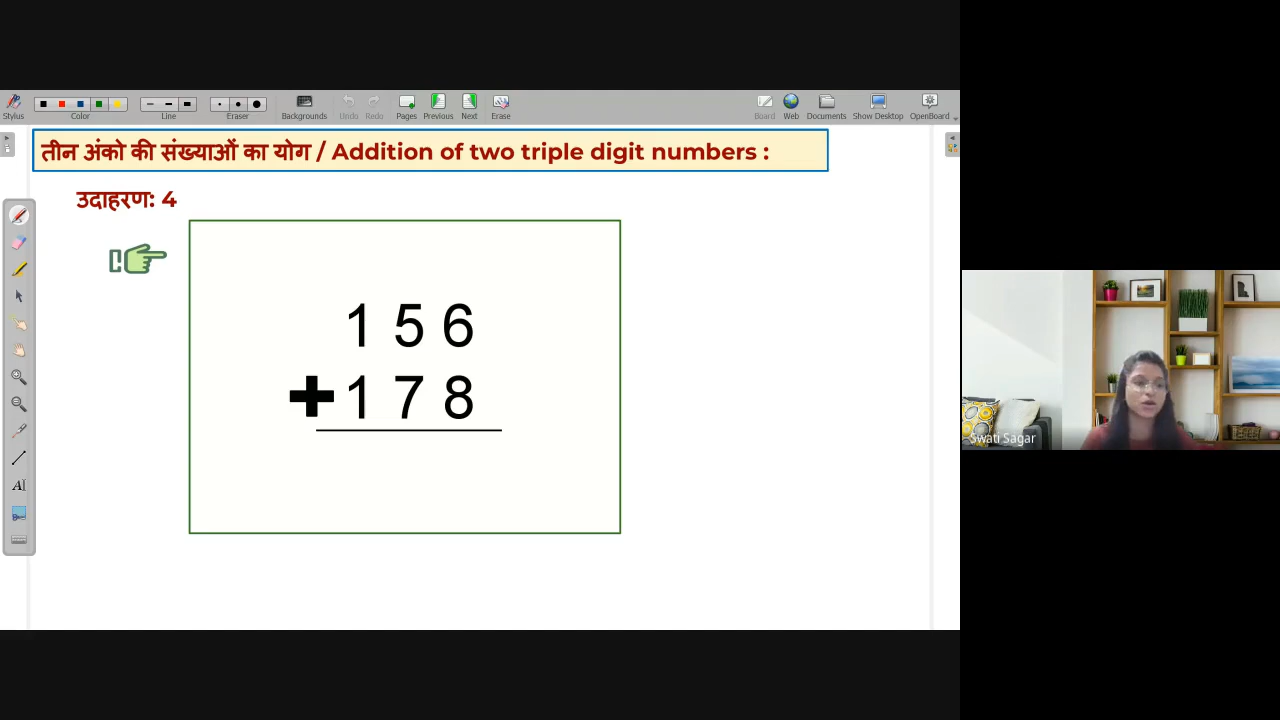 Stylus Color Line Eraser Backgrounds Undo Redo Pages Previous Next Erase Board Web Documents Show Desktop OpenBoard
तीन अंको की संख्याओं का योग / Addition of two triple digit numbers :
उदाहरण: 4
1 5 6
+ 1 7 8
Swati Sagar